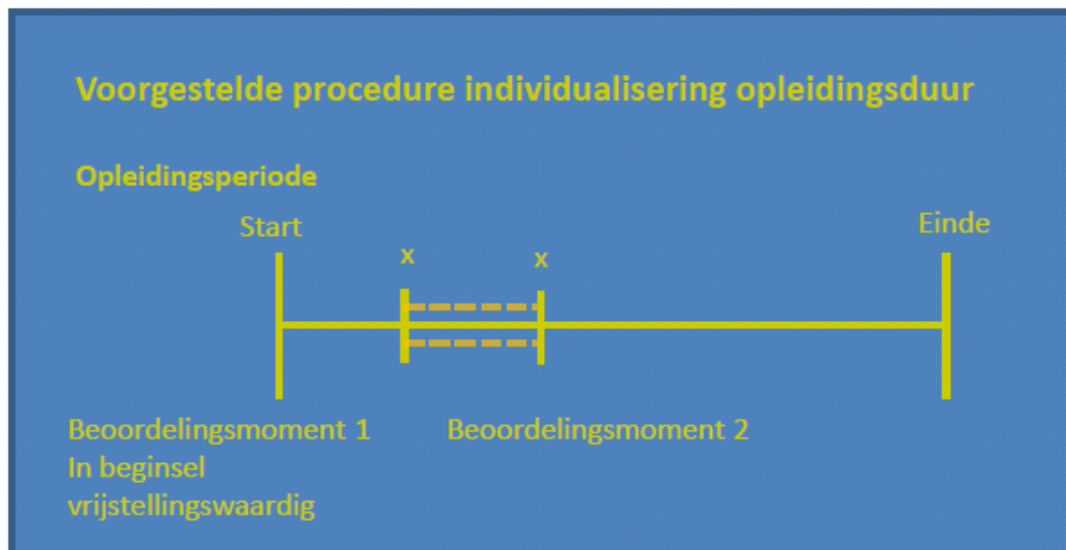 Voorgestelde procedure individualisering opleidingsduur
Opleidingsperiode
Start
Einde
x
x
Beoordelingsmoment 1
Beoordelingsmoment 2
In beginsel
vrijstellingswaardig